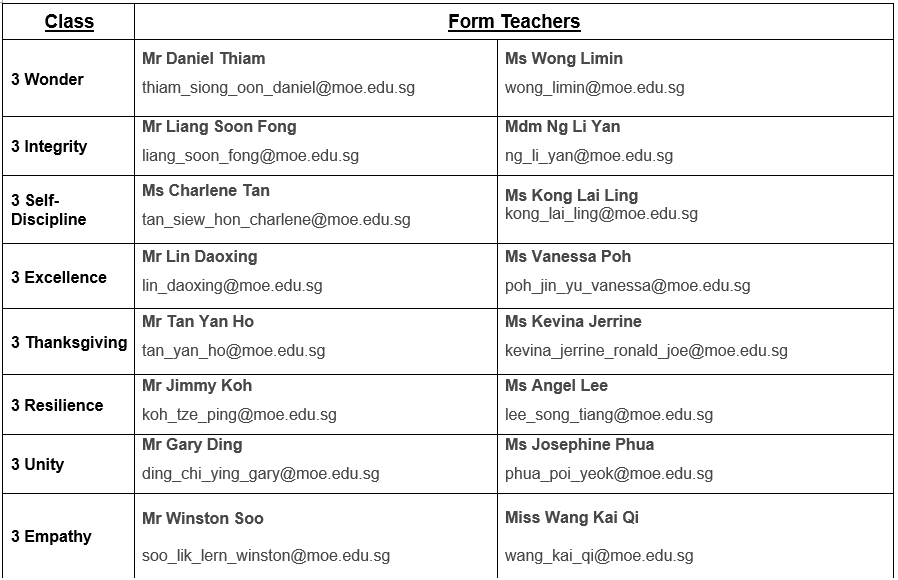 Class
Form Teachers
3 Wonder
Mr Daniel Thiam
thiam_siong_oon_daniel@moe.edu.sg
Ms Wong Limin
wong_limin@moe.edu.sg
3 Integrity
Mr Liang Soon Fong
liang_soon_fong@moe.edu.sg
Mdm Ng Li Yan
ng_li_yan@moe.edu.sg
3 Self-
Discipline
Ms Charlene Tan
tan_siew_hon_charlene@moe.edu.sg
Ms Kong Lai Ling
kong_lai_ling@moe.edu.sg
3 Excellence
Mr Lin Daoxing
lin_daoxing@moe.edu.sg
Ms Vanessa Poh
poh_jin_yu_vanessa@moe.edu.sg
3 Thanksgiving
Mr Tan Yan Ho
tan_yan_ho@moe.edu.sg
Ms Kevina Jerrine
kevina_jerrine_ronald_joe@moe.edu.sg
3 Resilience
Mr Jimmy Koh
koh_tze_ping@moe.edu.sg
Ms Angel Lee
lee_song_tiang@moe.edu.sg
3 Unity
Mr Gary Ding
ding_chi_ying_gary@moe.edu.sg
Ms Josephine Phua
phua_poi_yeok@moe.edu.sg
3 Empathy
Mr Winston Soo
soo_lik_lern_winston@moe.edu.sg
Miss Wang Kai Qi
wang_kai_qi@moe.edu.sg